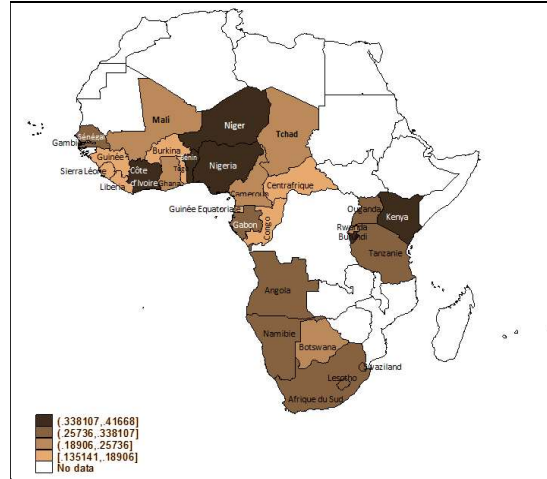 Mali
Niger
Tchad
Sénégal
Gambie
Guinée
Burkina
Bénin
Nigeria
Sierra Léone
Côte
d'Ivoire
Togo
Ghana
Liberia
Cameroun
Centrafrique
Guinée Equatoriale
Gabon
Congo
Ouganda
Kenya
Rwanda
Burundi
Tanzanie
Angola
Namibie
Botswana
Swaziland
Lesotho
Afrique du Sud
(.338107,.41668]
(.25736,.338107]
(.18906,.25736]
[.135141,.18906]
No data